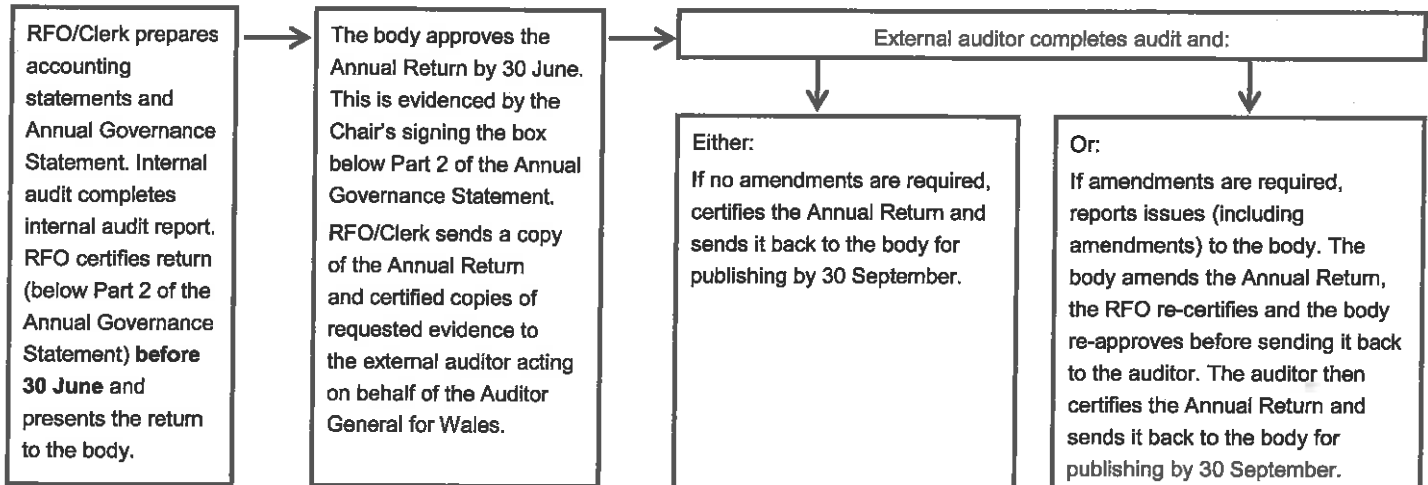 RFO/Clerk prepares
accounting
statements and
Annual Governance
Statement. Internal
audit completes
internal audit report.
RFO certifies return
(below Part 2 of the
Annual Governance
Statement) before
30 June and
presents the return
to the body.
The body approves the
Annual Return by 30 June.
This is evidenced by the
Chair's signing the box
below Part 2 of the Annual
Governance Statement.
RFO/Clerk sends a copy
of the Annual Return
and certified copies of
requested evidence to
the external auditor acting
on behalf of the Auditor
General for Wales.
External auditor completes audit and:
Either:
If no amendments are required,
certifies the Annual Return and
sends it back to the body for
publishing by 30 September.
Or:
If amendments are required,
reports issues (including
amendments) to the body. The
body amends the Annual Return,
the RFO re-certifies and the body
re-approves before sending it back
to the auditor. The auditor then
certifies the Annual Return and
sends it back to the body for
publishing by 30 September.